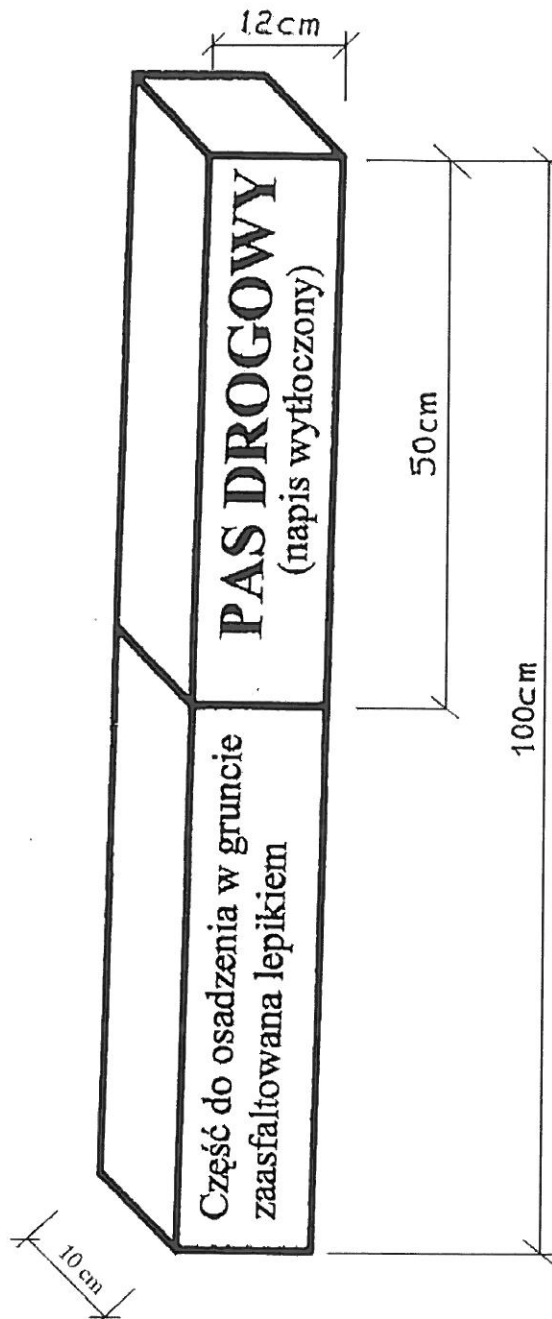 12cm
PAS DROGOWY
(napis wytłoczony)
50cm
100cm
Część do osadzenia w gruncie
zaasfaltowana lepikiem
10 cm